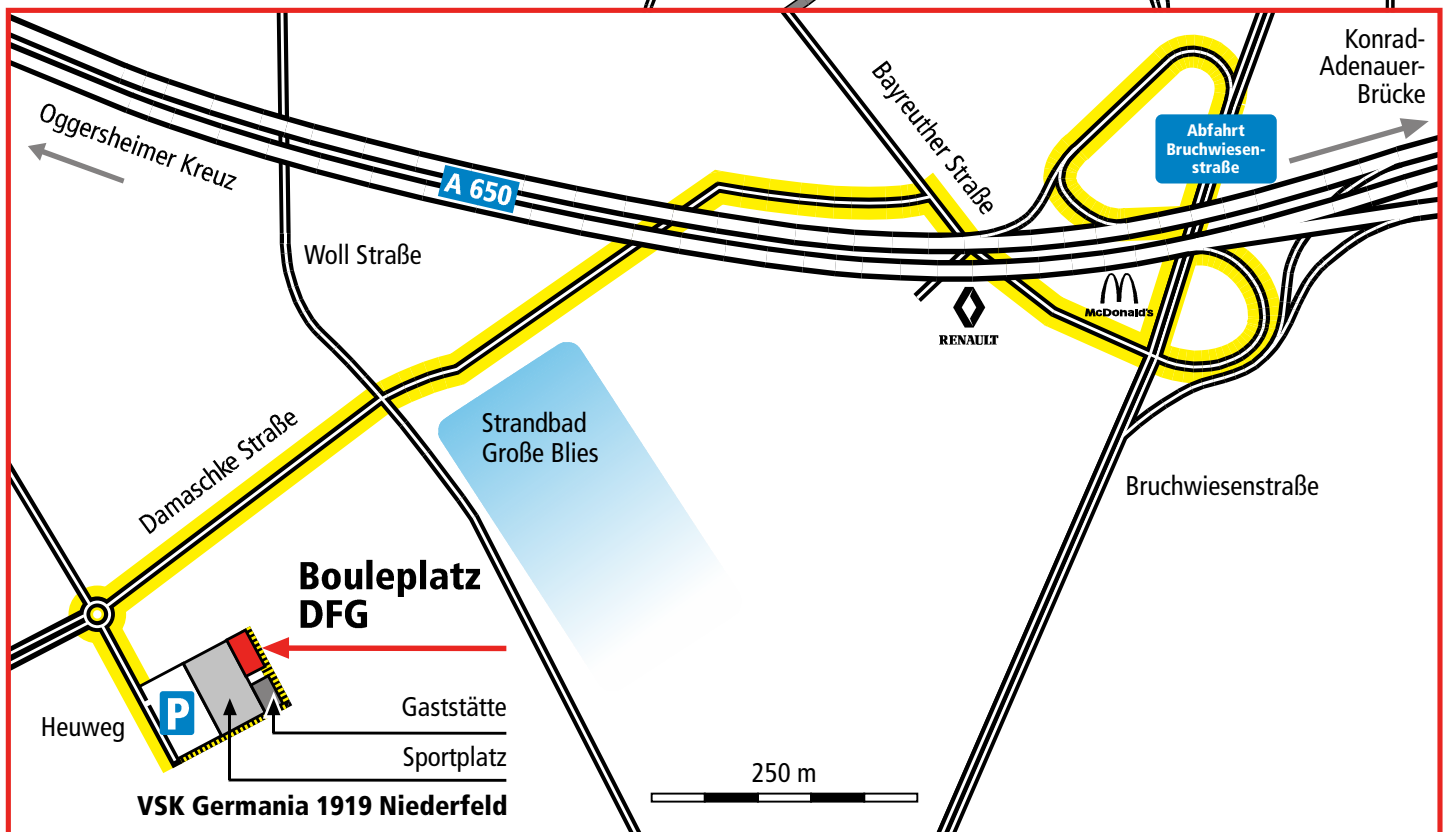 Konrad-
Adenauer-
Brücke
Bayreuther Straße
Oggersheimer Kreuz
Abfahrt
Bruchwiesen-
straße
A 650
Woll Straße
McDonald's
RENAULT
Strandbad
Große Blies
Damaschke Straße
Bruchwiesenstraße
Bouleplatz
DFG
P
Gaststätte
Heuweg
Sportplatz
250 m
VSK Germania 1919 Niederfeld